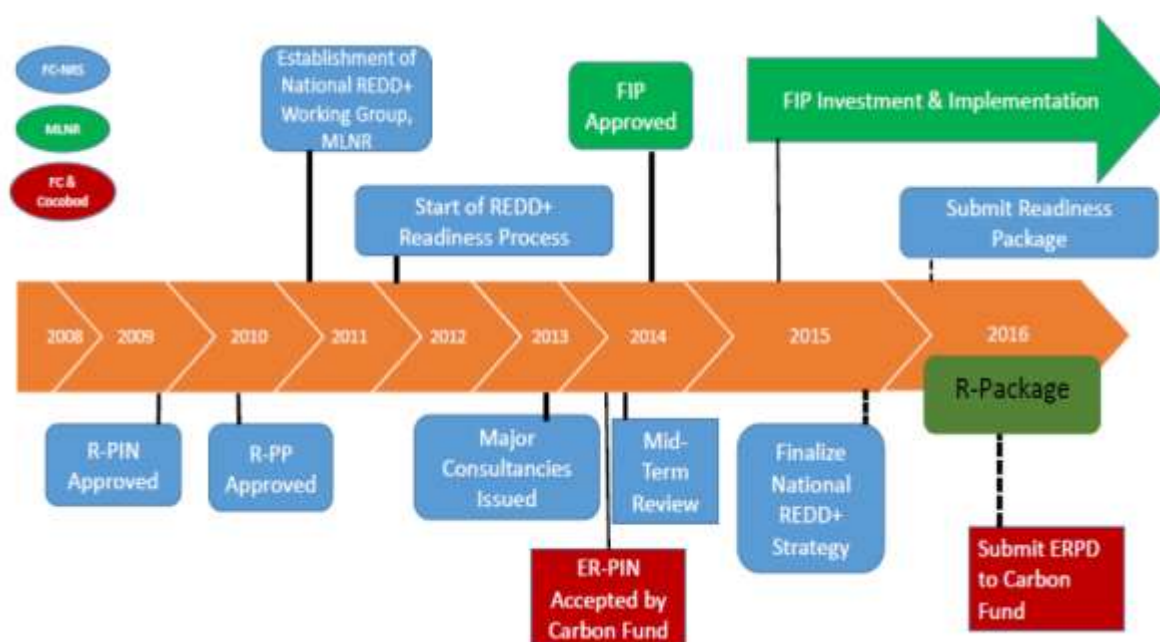 FC-NRS
MLNR
FC &
Cocobod
Establishment of
National REDD+
Working Group,
MLNR
FIP
Approved
FIP Investment & Implementation
Start of REDD+
Readiness Process
Submit Readiness
Package
2008
2009
2010
2011
2012
2013
2014
2015
2016
R-Package
R-PIN
Approved
R-PP
Approved
Major
Consultancies
Issued
Mid-
Term
Review
Finalize
National
REDD+
Strategy
ER-PIN
Accepted by
Carbon Fund
Submit ERPD
to Carbon
Fund